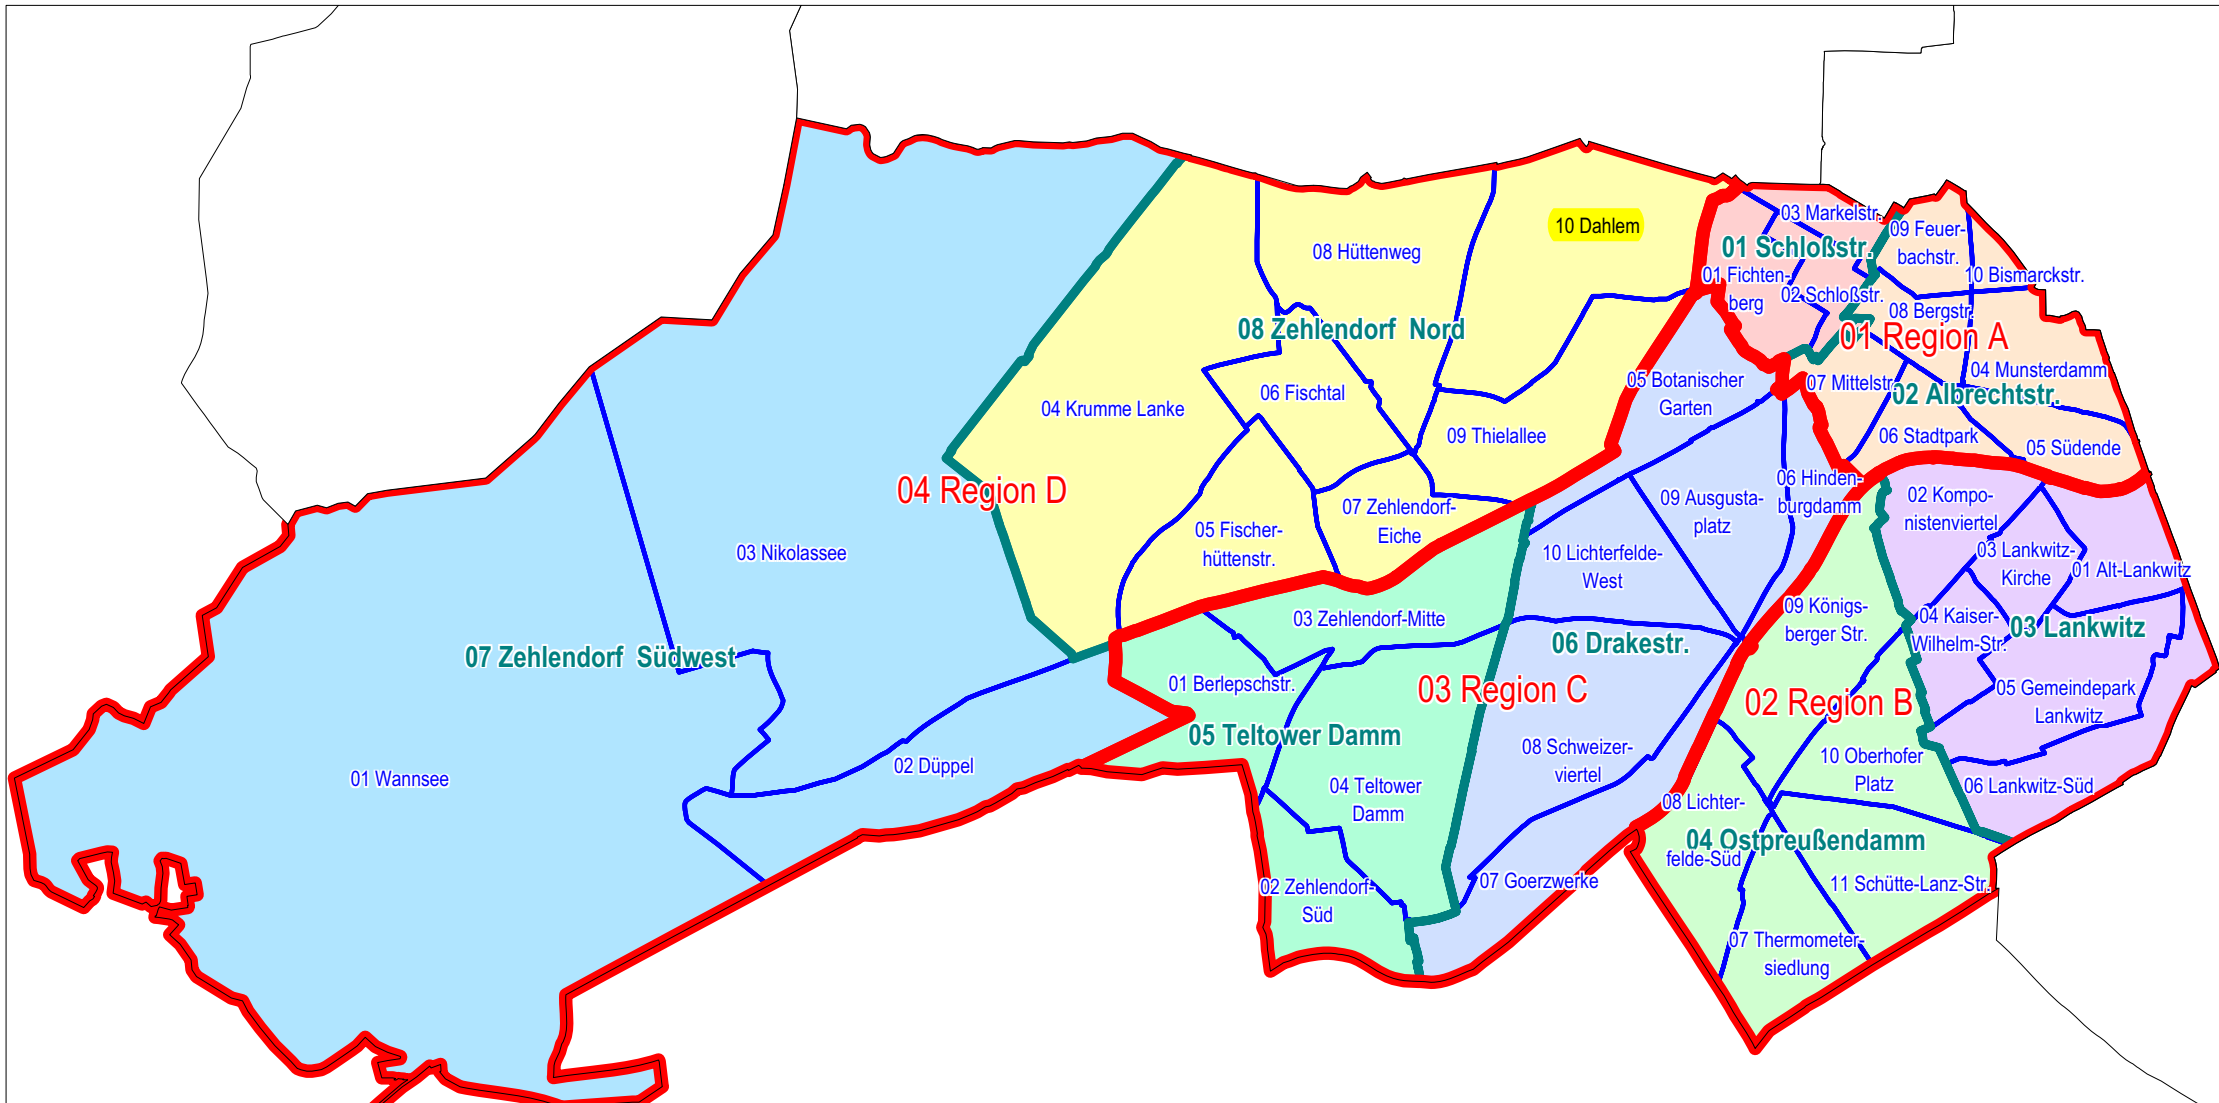 03 Markelstr.
10 Dahlem
09 Feuer-
bachstr.
01 Schloßstr.
08 Hüttenweg
01 Fichten-
berg
10 Bismarckstr.
02 Schloßstr.
08 Bergstr.
08 Zehlendorf Nord
01 Region A
04 Munsterdamm
05 Botanischer
Garten
07 Mittelstr.
02 Albrechtstr.
06 Fischtal
04 Krumme Lanke
09 Thielallee
06 Stadtpark
05 Südende
04 Region D
06 Hinden-
burgdamm
09 Ausgusta-
platz
02 Kompo-
nistenviertel
07 Zehlendorf-
Eiche
05 Fischer-
hüttenstr.
03 Nikolassee
10 Lichterfelde-
West
03 Lankwitz-
Kirche
01 Alt-Lankwitz
09 Königs-
berger Str.
04 Kaiser-
Wilhelm-Str.
03 Lankwitz
03 Zehlendorf-Mitte
06 Drakestr.
07 Zehlendorf Südwest
01 Berlepschstr.
03 Region C
02 Region B
05 Gemeindepark
Lankwitz
05 Teltower Damm
08 Schweizer-
viertel
10 Oberhofer
Platz
02 Düppel
01 Wannsee
04 Teltower
Damm
06 Lankwitz-Süd
08 Lichter-
felde-Süd
04 Ostpreußendamm
02 Zehlendorf-
Süd
07 Goerzwerke
11 Schütte-Lanz-Str.
07 Thermometer-
siedlung